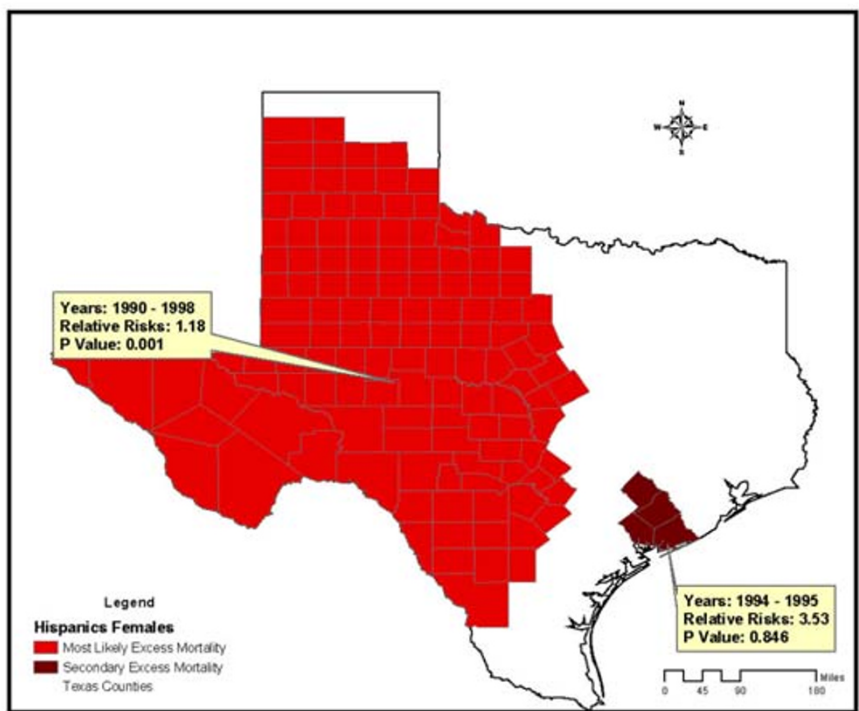 N
W E
S
Years: 1990 - 1998
Relative Risks: 1.18
P Value: 0.001
Years: 1994 - 1995
Relative Risks: 3.53
P Value: 0.846
Legend
Hispanics Females
Most Likely Excess Mortality
Secondary Excess Mortality
Texas Counties
Miles
0 45 90 180